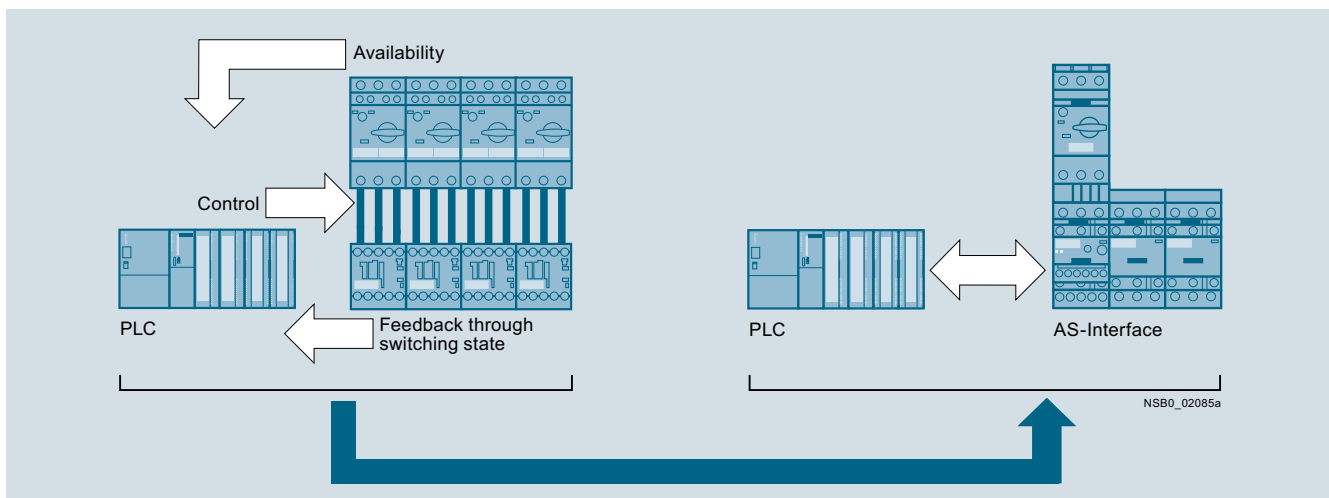 Availability
Control
PLC
Feedback through
switching state
PLC
AS-Interface
NSB0_02085a